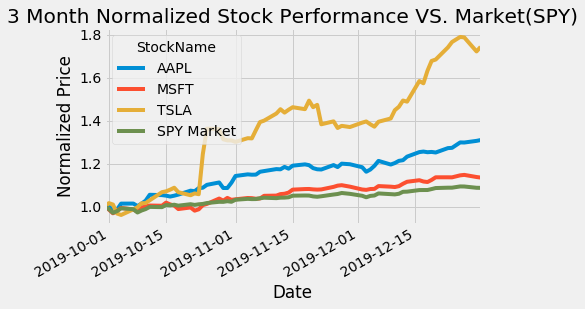 3 Month Normalized Stock Performance VS. Market(SPY)
StockName
AAPL
MSFT
TSLA
SPY Market
Normalized Price
1.8
1.6
1.4
1.2
1.0
2019-10-01
2019-10-15
2019-11-01
2019-11-15
2019-12-01
2019-12-15
Date